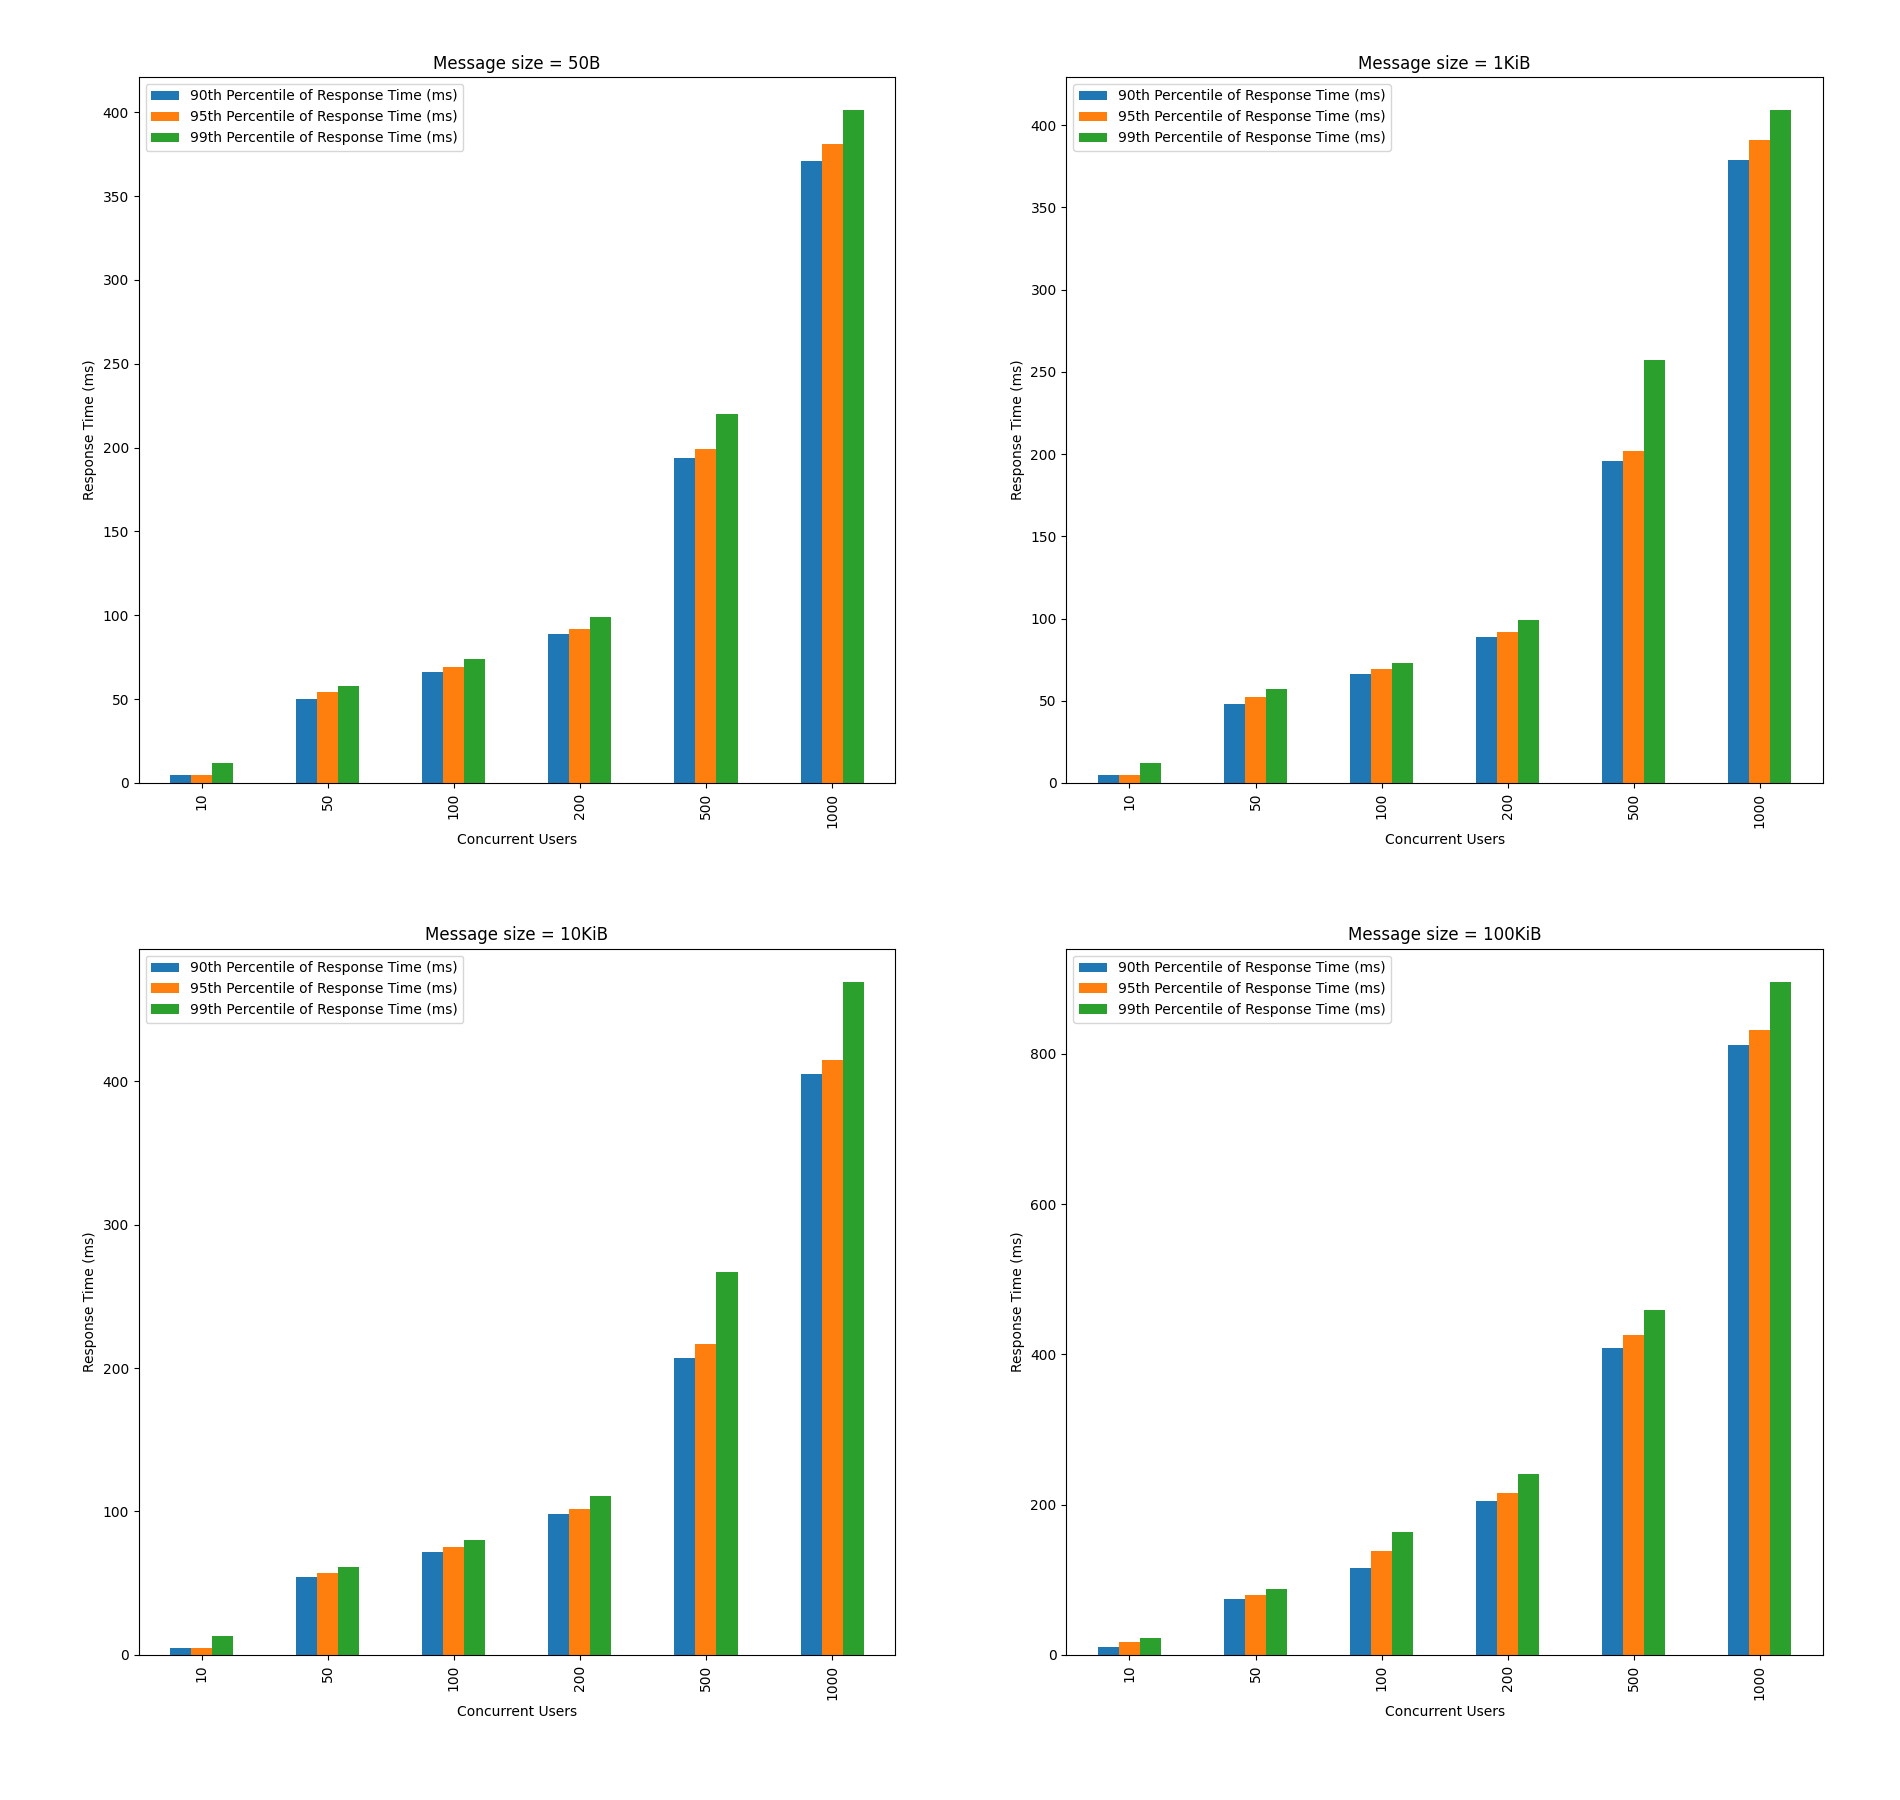 Message size = 50B
90th Percentile of Response Time (ms)
95th Percentile of Response Time (ms)
99th Percentile of Response Time (ms)
400
350
300
250
200
150
100
50
0
Response Time (ms)
10 50 100 200 500 1000
Concurrent Users
Message size = 1KiB
90th Percentile of Response Time (ms)
95th Percentile of Response Time (ms)
99th Percentile of Response Time (ms)
400
350
300
250
200
150
100
50
0
Response Time (ms)
10 50 100 200 500 1000
Concurrent Users
Message size = 10KiB
90th Percentile of Response Time (ms)
95th Percentile of Response Time (ms)
99th Percentile of Response Time (ms)
400
300
200
100
0
Response Time (ms)
10 50 100 200 500 1000
Concurrent Users
Message size = 100KiB
90th Percentile of Response Time (ms)
95th Percentile of Response Time (ms)
99th Percentile of Response Time (ms)
800
600
400
200
0
Response Time (ms)
10 50 100 200 500 1000
Concurrent Users